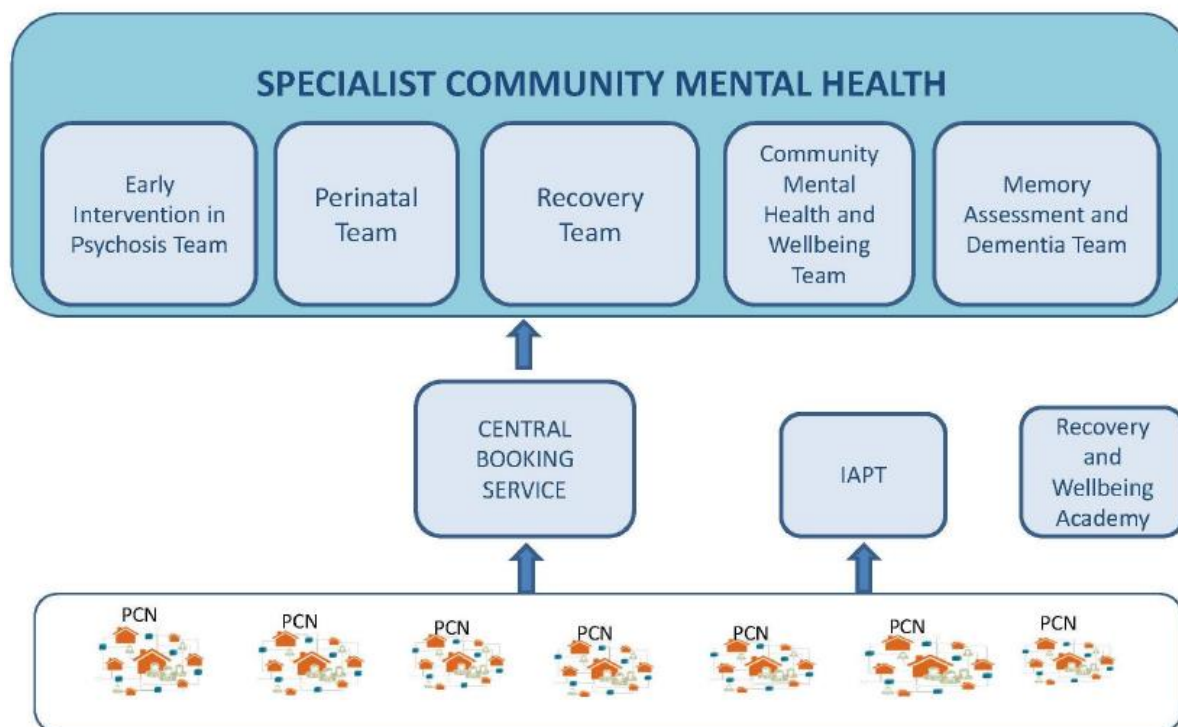 SPECIALIST COMMUNITY MENTAL HEALTH
Early
Intervention in
Psychosis Team
Perinatal
Team
Recovery
Team
Community
Mental
Health and
Wellbeing
Team
Memory
Assessment and
Dementia Team
CENTRAL
BOOKING
SERVICE
IAPT
Recovery
and
Wellbeing
Academy
PCN
PCN
PCN
PCN
PCN
PCN
PCN